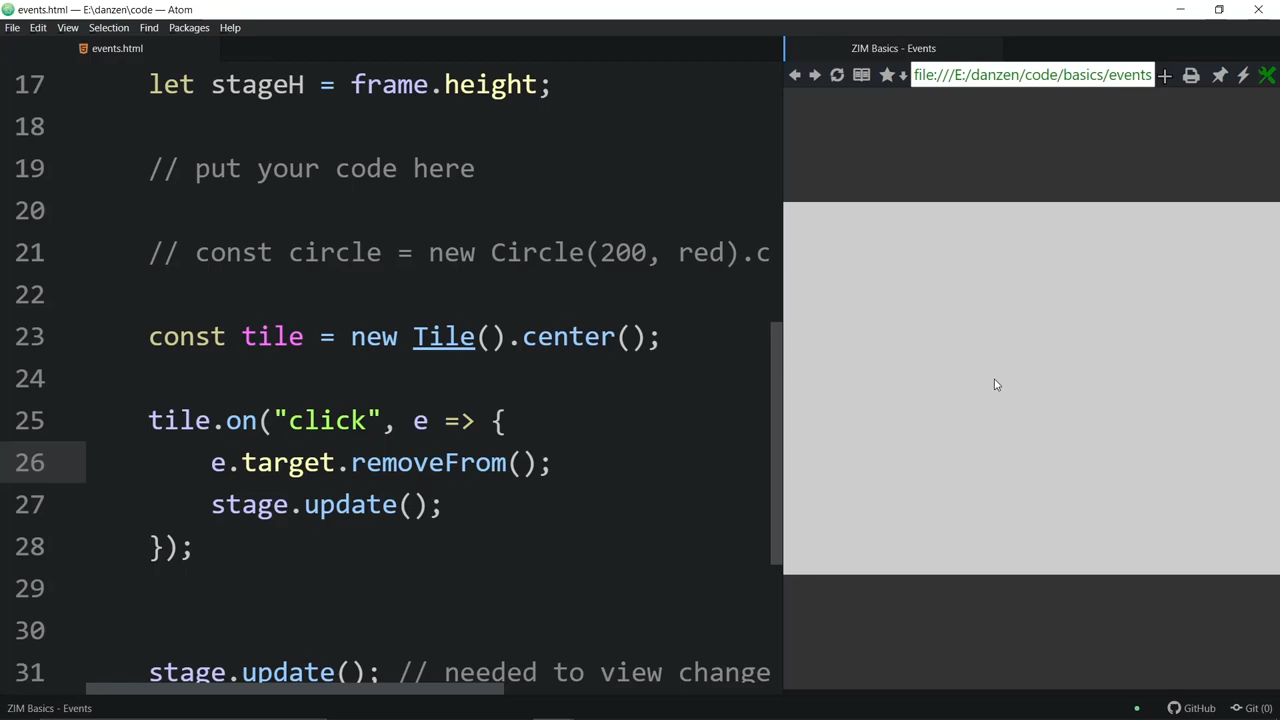 events.html — E:\danzen\code — Atom
File Edit View Selection Find Packages Help
events.html
ZIM Basics - Events
file:///E:/danzen/code/basics/events
17 let stageH = frame.height;
18
19 // put your code here
20
21 // const circle = new Circle(200, red).c
22
23 const tile = new Tile().center();
24
25 tile.on("click", e => {
26 e.target.removeFrom();
27 stage.update();
28 });
29
30
31 stage.update(); // needed to view change
ZIM Basics - Events
GitHub
Git (0)